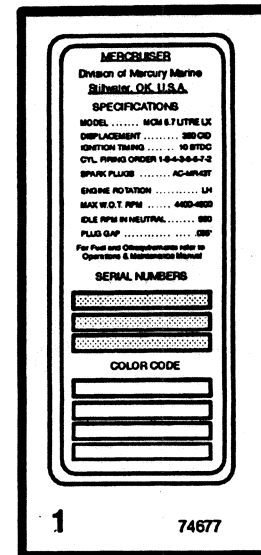 MERCRUISER
Division of Mercury Marine
Stillwater, OK, U.S.A.
SPECIFICATIONS
MODEL ....... MCM 5.7 LITRE LX
DISPLACEMENT ......... 350 CID
IGNITION TIMING ..... 10 BTDC
CYL. FIRING ORDER 1-8-4-3-6-5-7-2
SPARK PLUGS ....... AC-MR43T
ENGINE ROTATION ........... LH
MAX W.O.T. RPM ..... 4400-4800
IDLE RPM IN NEUTRAL
PLUG GAP
For Fuel and Oil requirements refer to
Operations & Maintenance Manual
SERIAL NUMBERS
COLOR CODE
1
74677